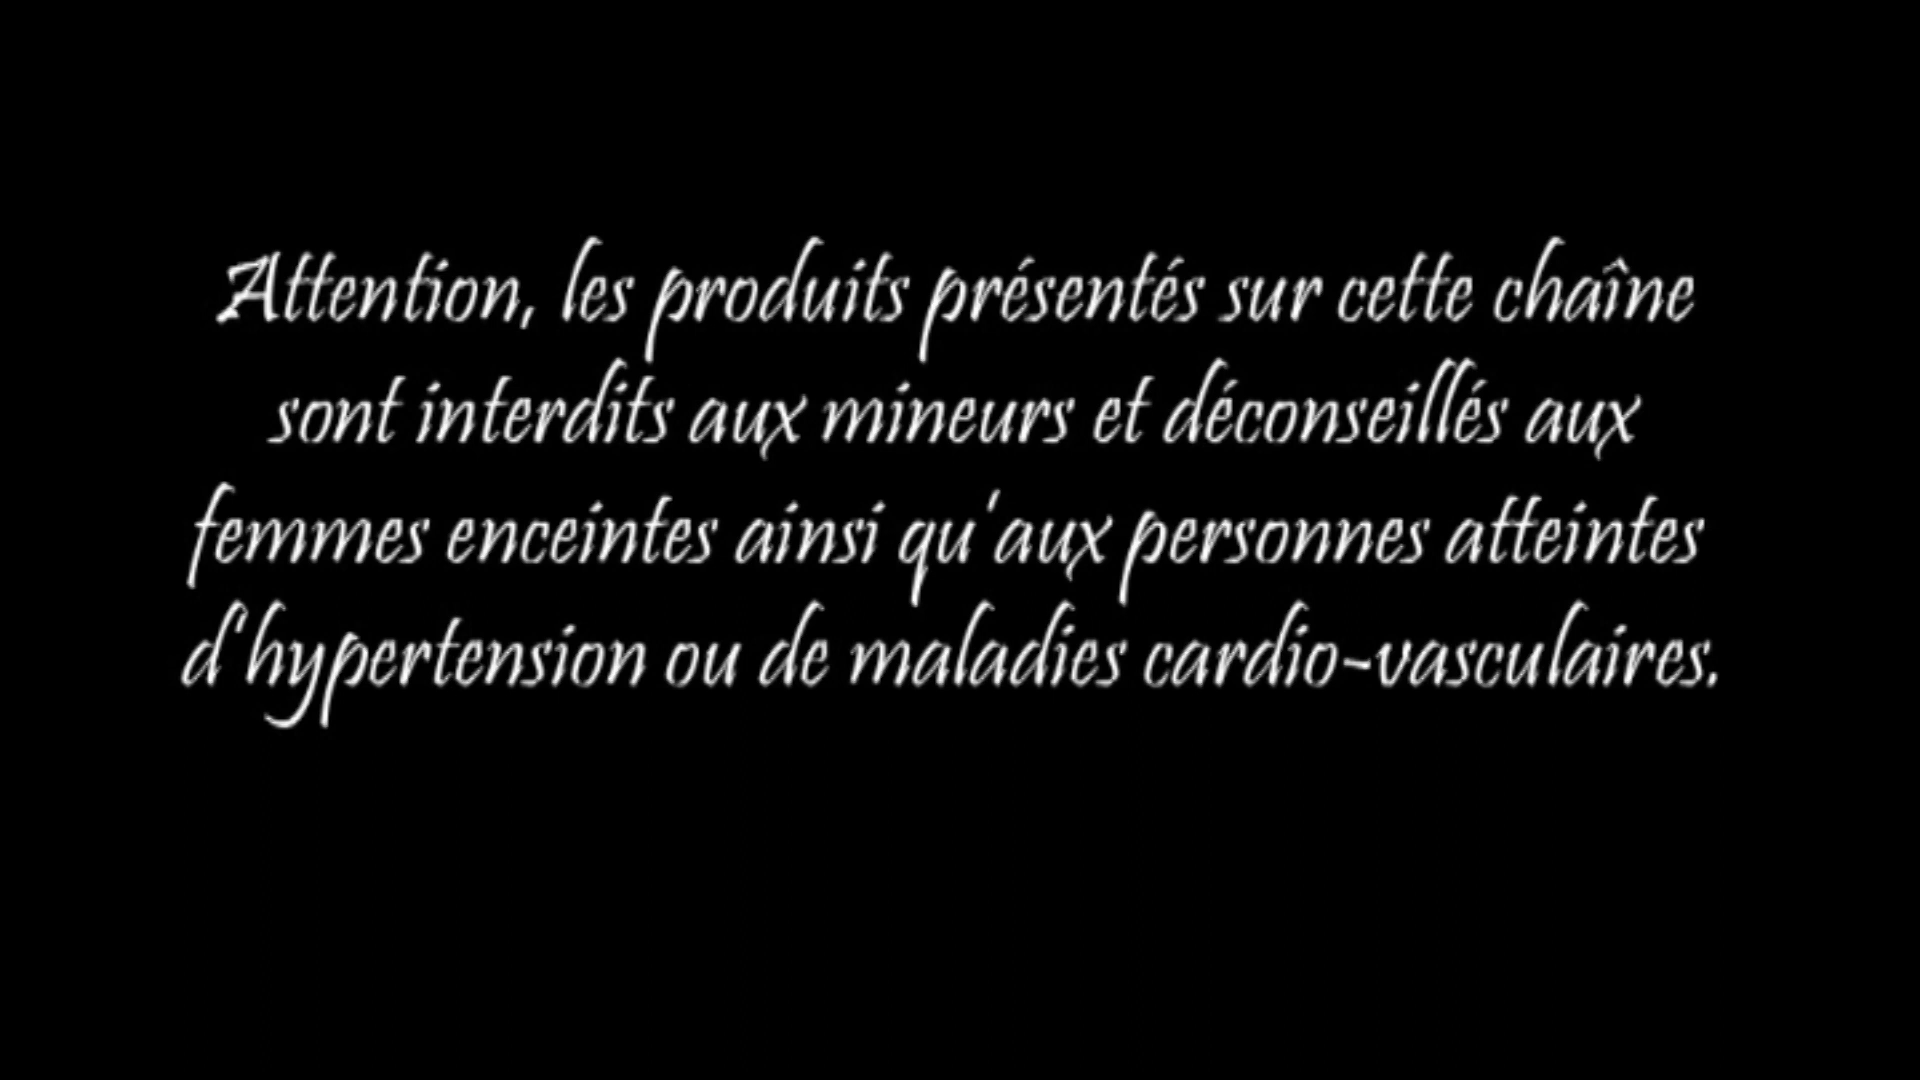 Attention, les produits présentés sur cette chaîne
sont interdits aux mineurs et déconseillés aux
femmes enceintes ainsi qu'aux personnes atteintes
d'hypertension ou de maladies cardio-vasculaires.